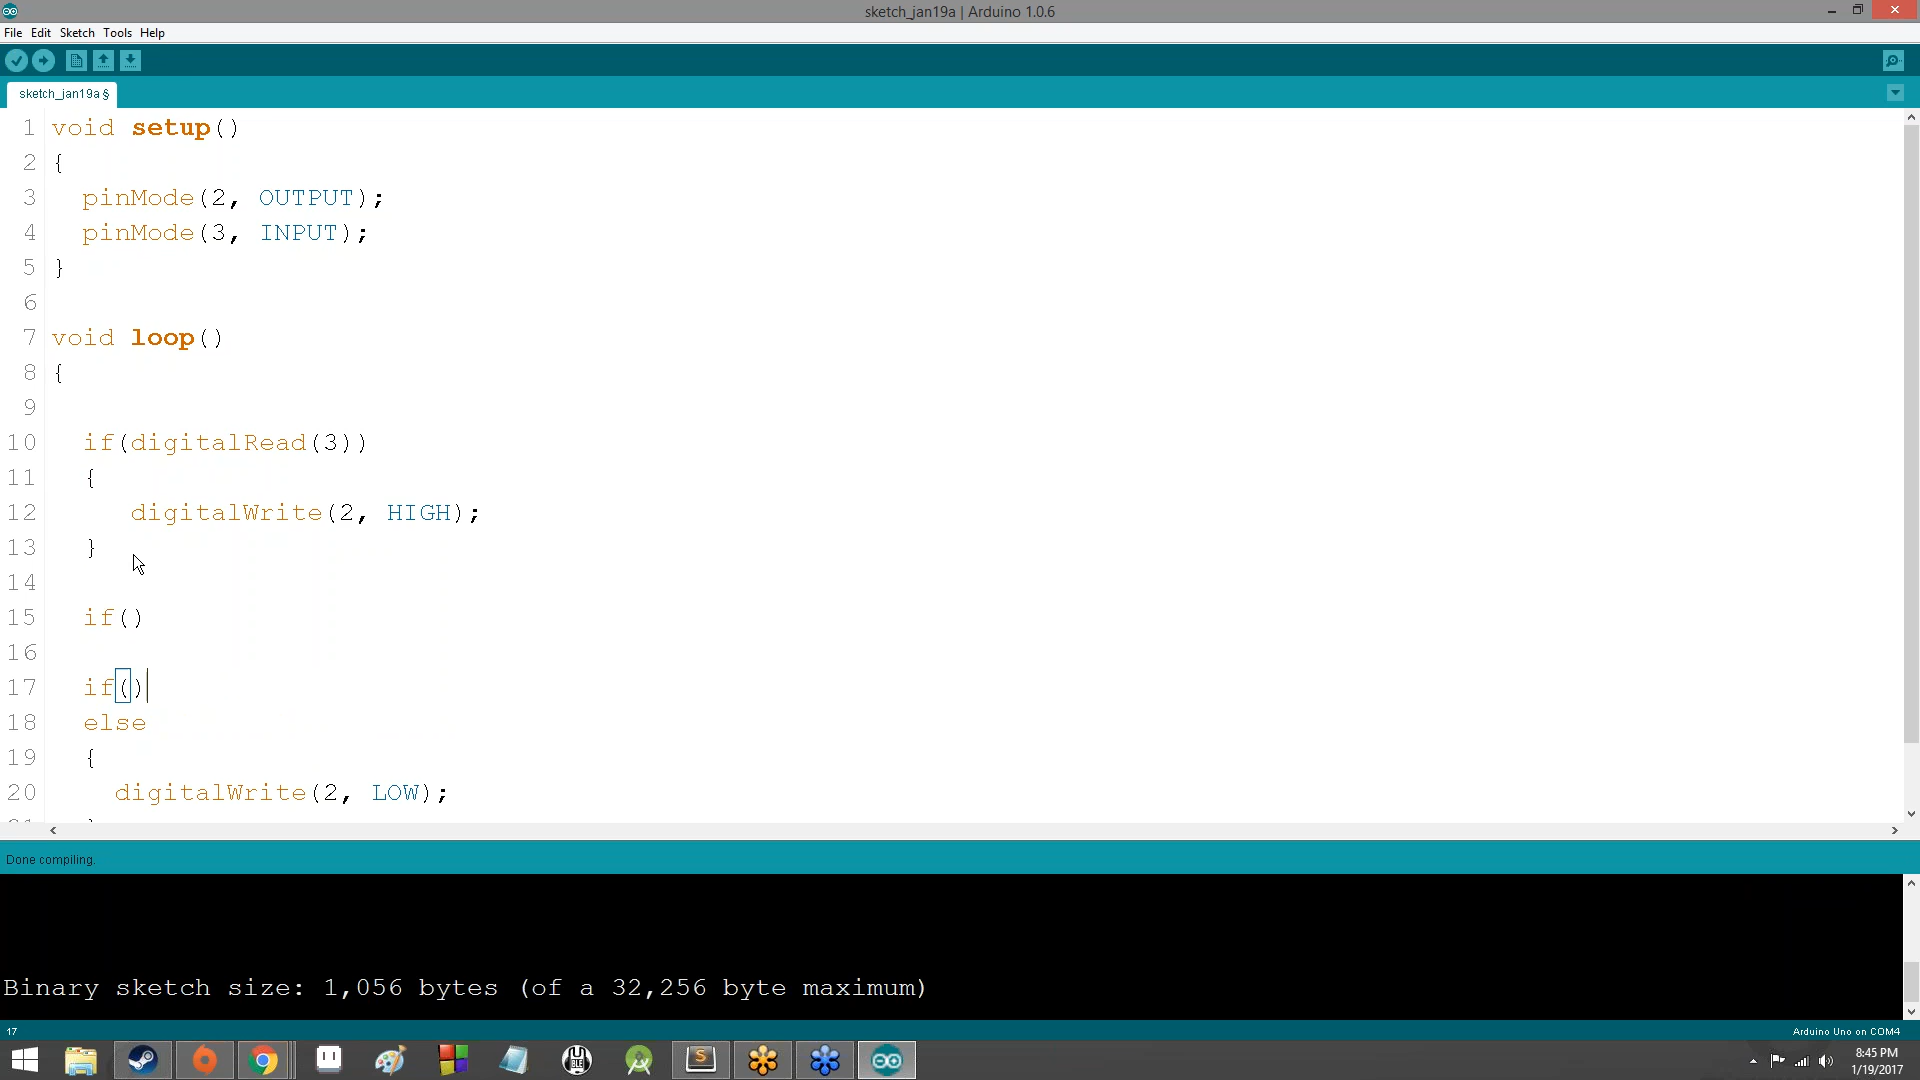 sketch_jan19a | Arduino 1.0.6
File Edit Sketch Tools Help
sketch_jan19a §
1 void setup()
2 {
3 pinMode(2, OUTPUT);
4 pinMode(3, INPUT);
5 }
6
7 void loop()
8 {
9
10 if(digitalRead(3))
11 {
12 digitalWrite(2, HIGH);
13 }
14
15 if()
16
17 if()
18 else
19 {
20 digitalWrite(2, LOW);
Done compiling.
Binary sketch size: 1,056 bytes (of a 32,256 byte maximum)
17
Arduino Uno on COM4
8:45 PM
1/19/2017